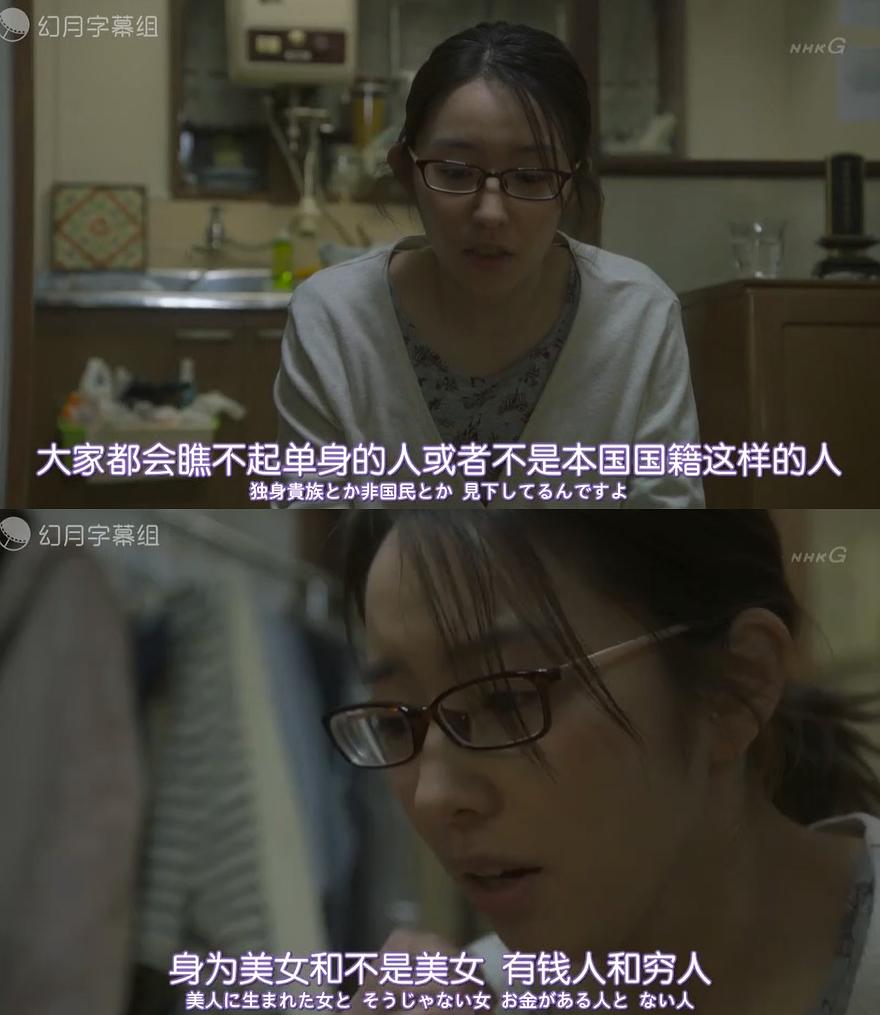 幻月字幕组
NHK G
大家都会瞧不起单身的人或者不是本国国籍这样的人
独身貴族とか非国民とか 見下してるんですよ
幻月字幕组
NHK G
身为美女和不是美女 有钱人和穷人
美人に生まれた女と そうじゃない女 お金がある人と ない人